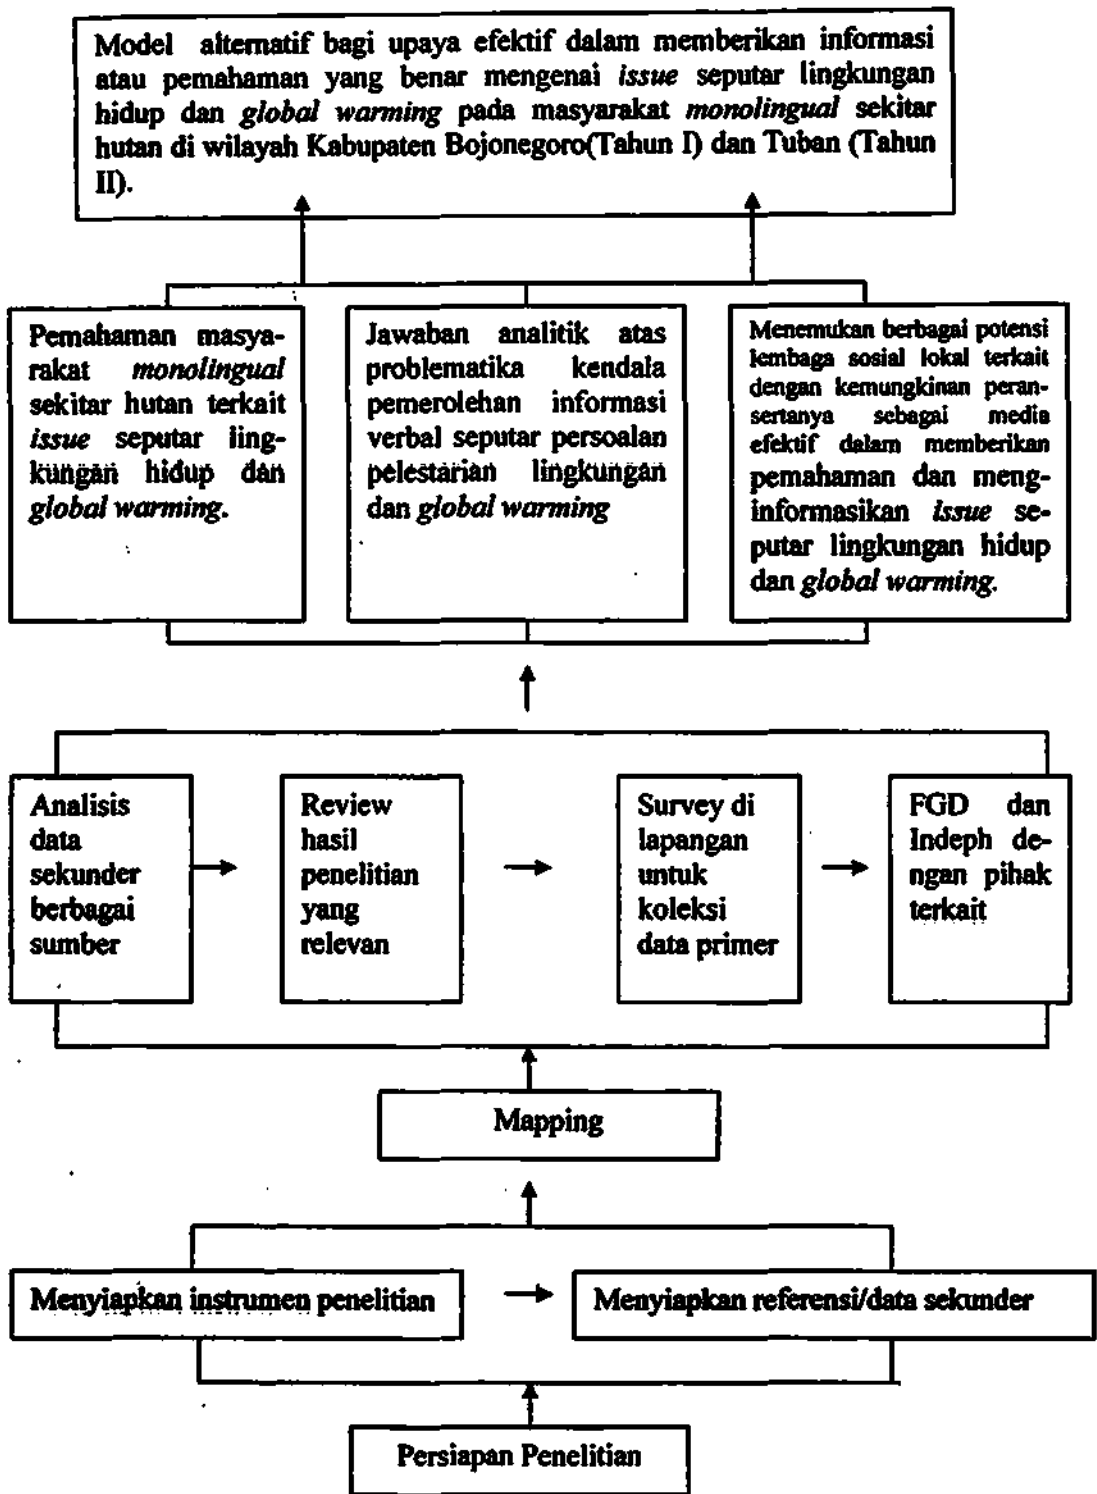 Model alternatif bagi upaya efektif dalam memberikan informasi
atau pemahaman yang benar mengenai issue seputar lingkungan
hidup dan global warming pada masyarakat monolingual sekitar
hutan di wilayah Kabupaten Bojonegoro(Tahun I) dan Tuban (Tahun
II).
Pemahaman masya-
rakat monolingual
sekitar hutan terkait
issue seputar ling-
kungan hidup dan
global warming.
Jawaban analitik atas
problematika kendala
pemerolehan informasi
verbal seputar persoalan
pelestarian lingkungan
dan global warming
Menemukan berbagai potensi
lembaga sosial lokal terkait
dengan kemungkinan peran-
sertanya sebagai media
efektif dalam memberikan
pemahaman dan meng-
informasikan issue se-
putar lingkungan hidup
dan global warming.
Analisis
data
sekunder
berbagai
sumber
Review
hasil
penelitian
yang
relevan
Survey di
lapangan
untuk
koleksi
data primer
FGD dan
Indeph de-
ngan pihak
terkait
Mapping
Menyiapkan instrumen penelitian
Menyiapkan referensi/data sekunder
Persiapan Penelitian